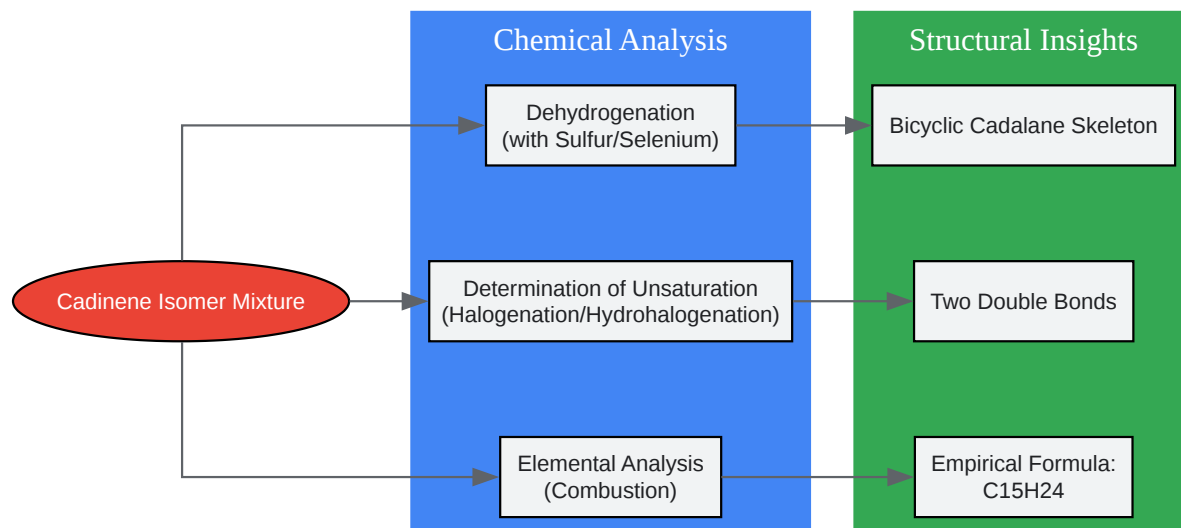 Chemical Analysis
Structural Insights
Dehydrogenation
(with Sulfur/Selenium)
Bicyclic Cadalane Skeleton
Cadinene Isomer Mixture
Determination of Unsaturation
(Halogenation/Hydrohalogenation)
Two Double Bonds
Elemental Analysis
(Combustion)
Empirical Formula:
C15H24